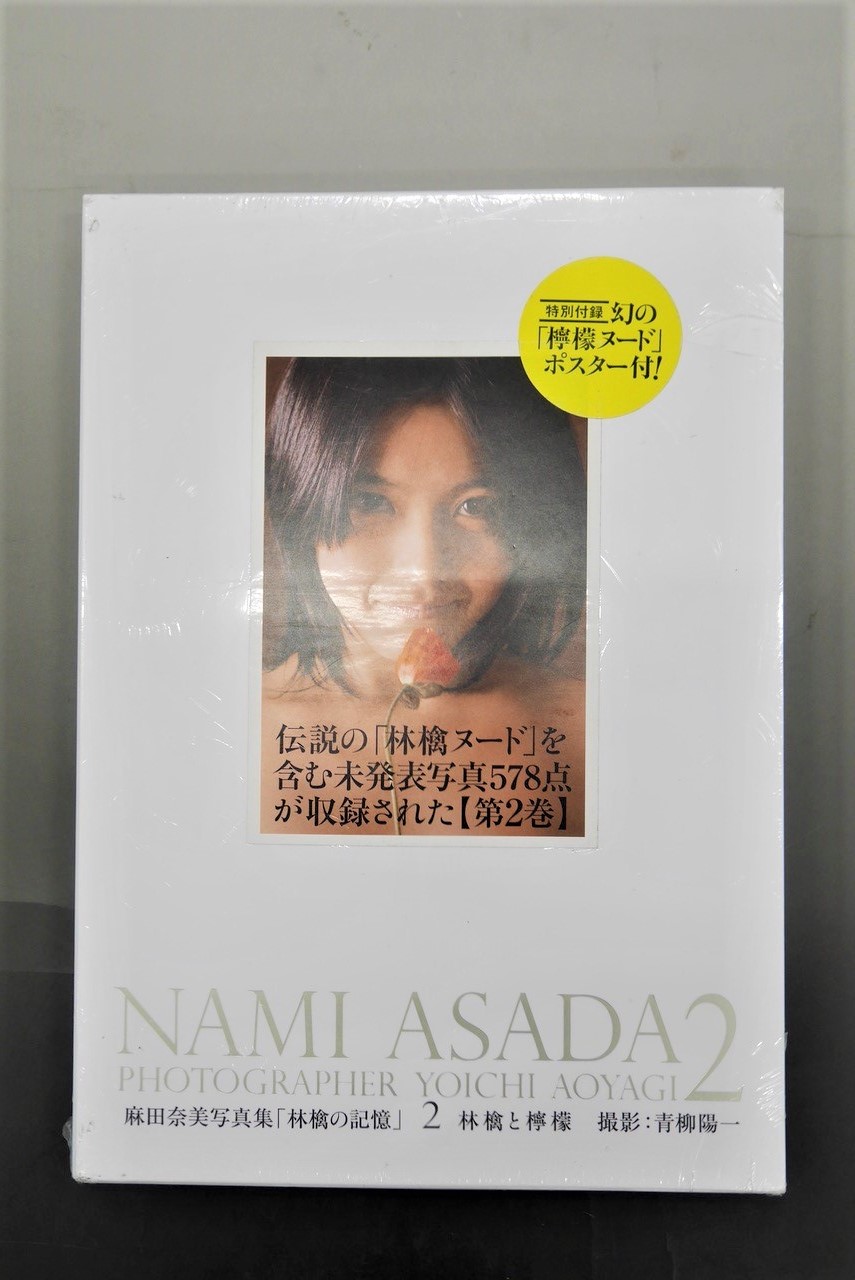 特別付録 幻の
「檸檬ヌード」
ポスター付!
伝説の「林檎ヌード」を
含む未発表写真578点
が収録された【第2巻】
NAMI ASADA 2
PHOTOGRAPHER YOICHI AOYAGI
麻田奈美写真集「林檎の記憶」 2 林檎と檸檬 撮影:青柳陽一